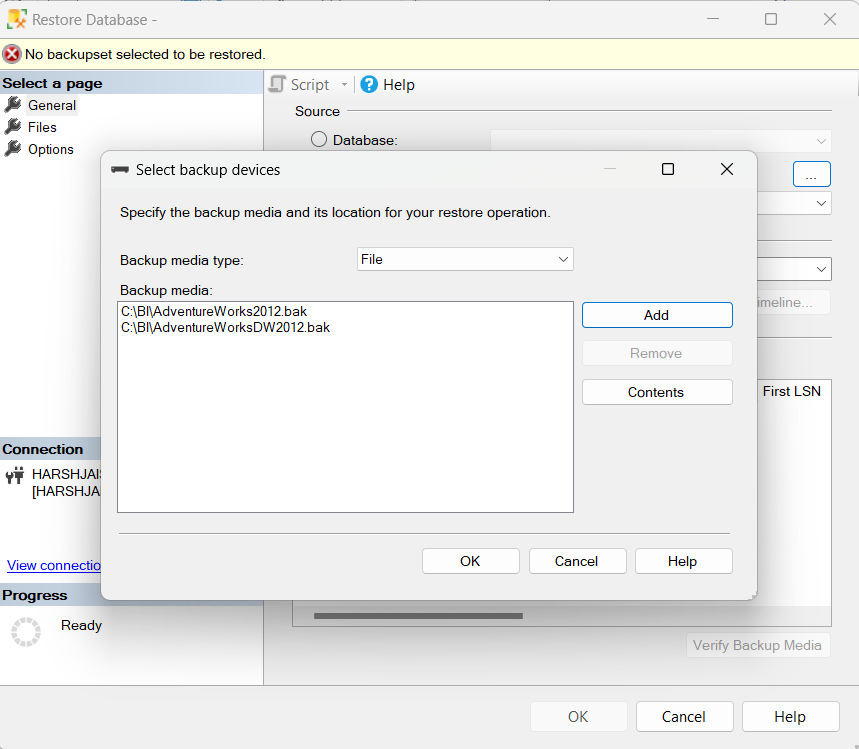 Restore Database -
No backupset selected to be restored.
Select a page
General
Files
Options
Script
Help
Source
Database:
...
Select backup devices
Specify the backup media and its location for your restore operation.
Backup media type:
File
Backup media:
C:\BI\AdventureWorks2012.bak
C:\BI\AdventureWorksDW2012.bak
Add
Remove
Contents
OK
Cancel
Help
imeline...
First LSN
Connection
HARSHJAIS
[HARSHJA
View connectio
Progress
Ready
Verify Backup Media
OK
Cancel
Help